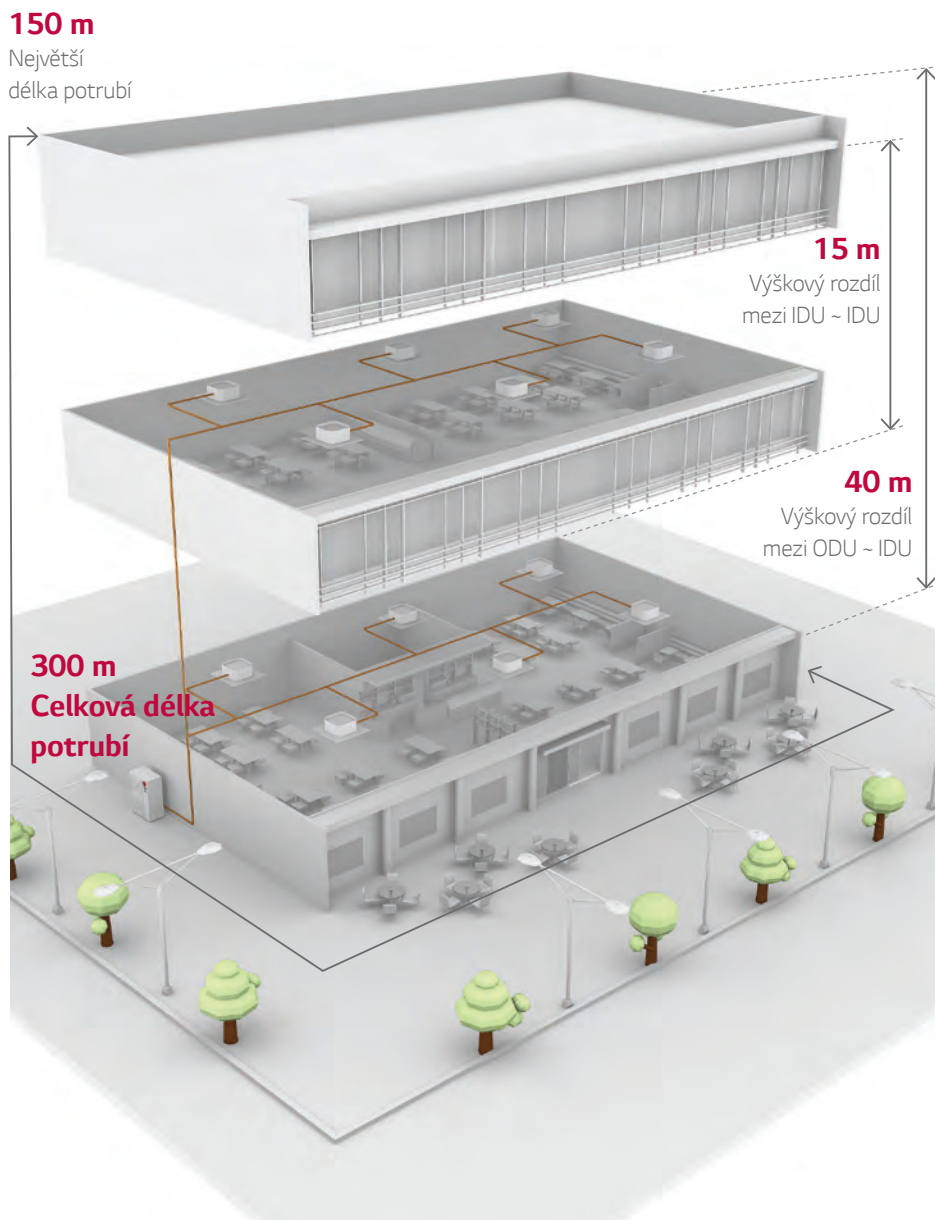 150 m
Největší
délka potrubí
15 m
Výškový rozdíl
mezi IDU ~ IDU
40 m
Výškový rozdíl
mezi ODU ~ IDU
300 m
Celková délka
potrubí